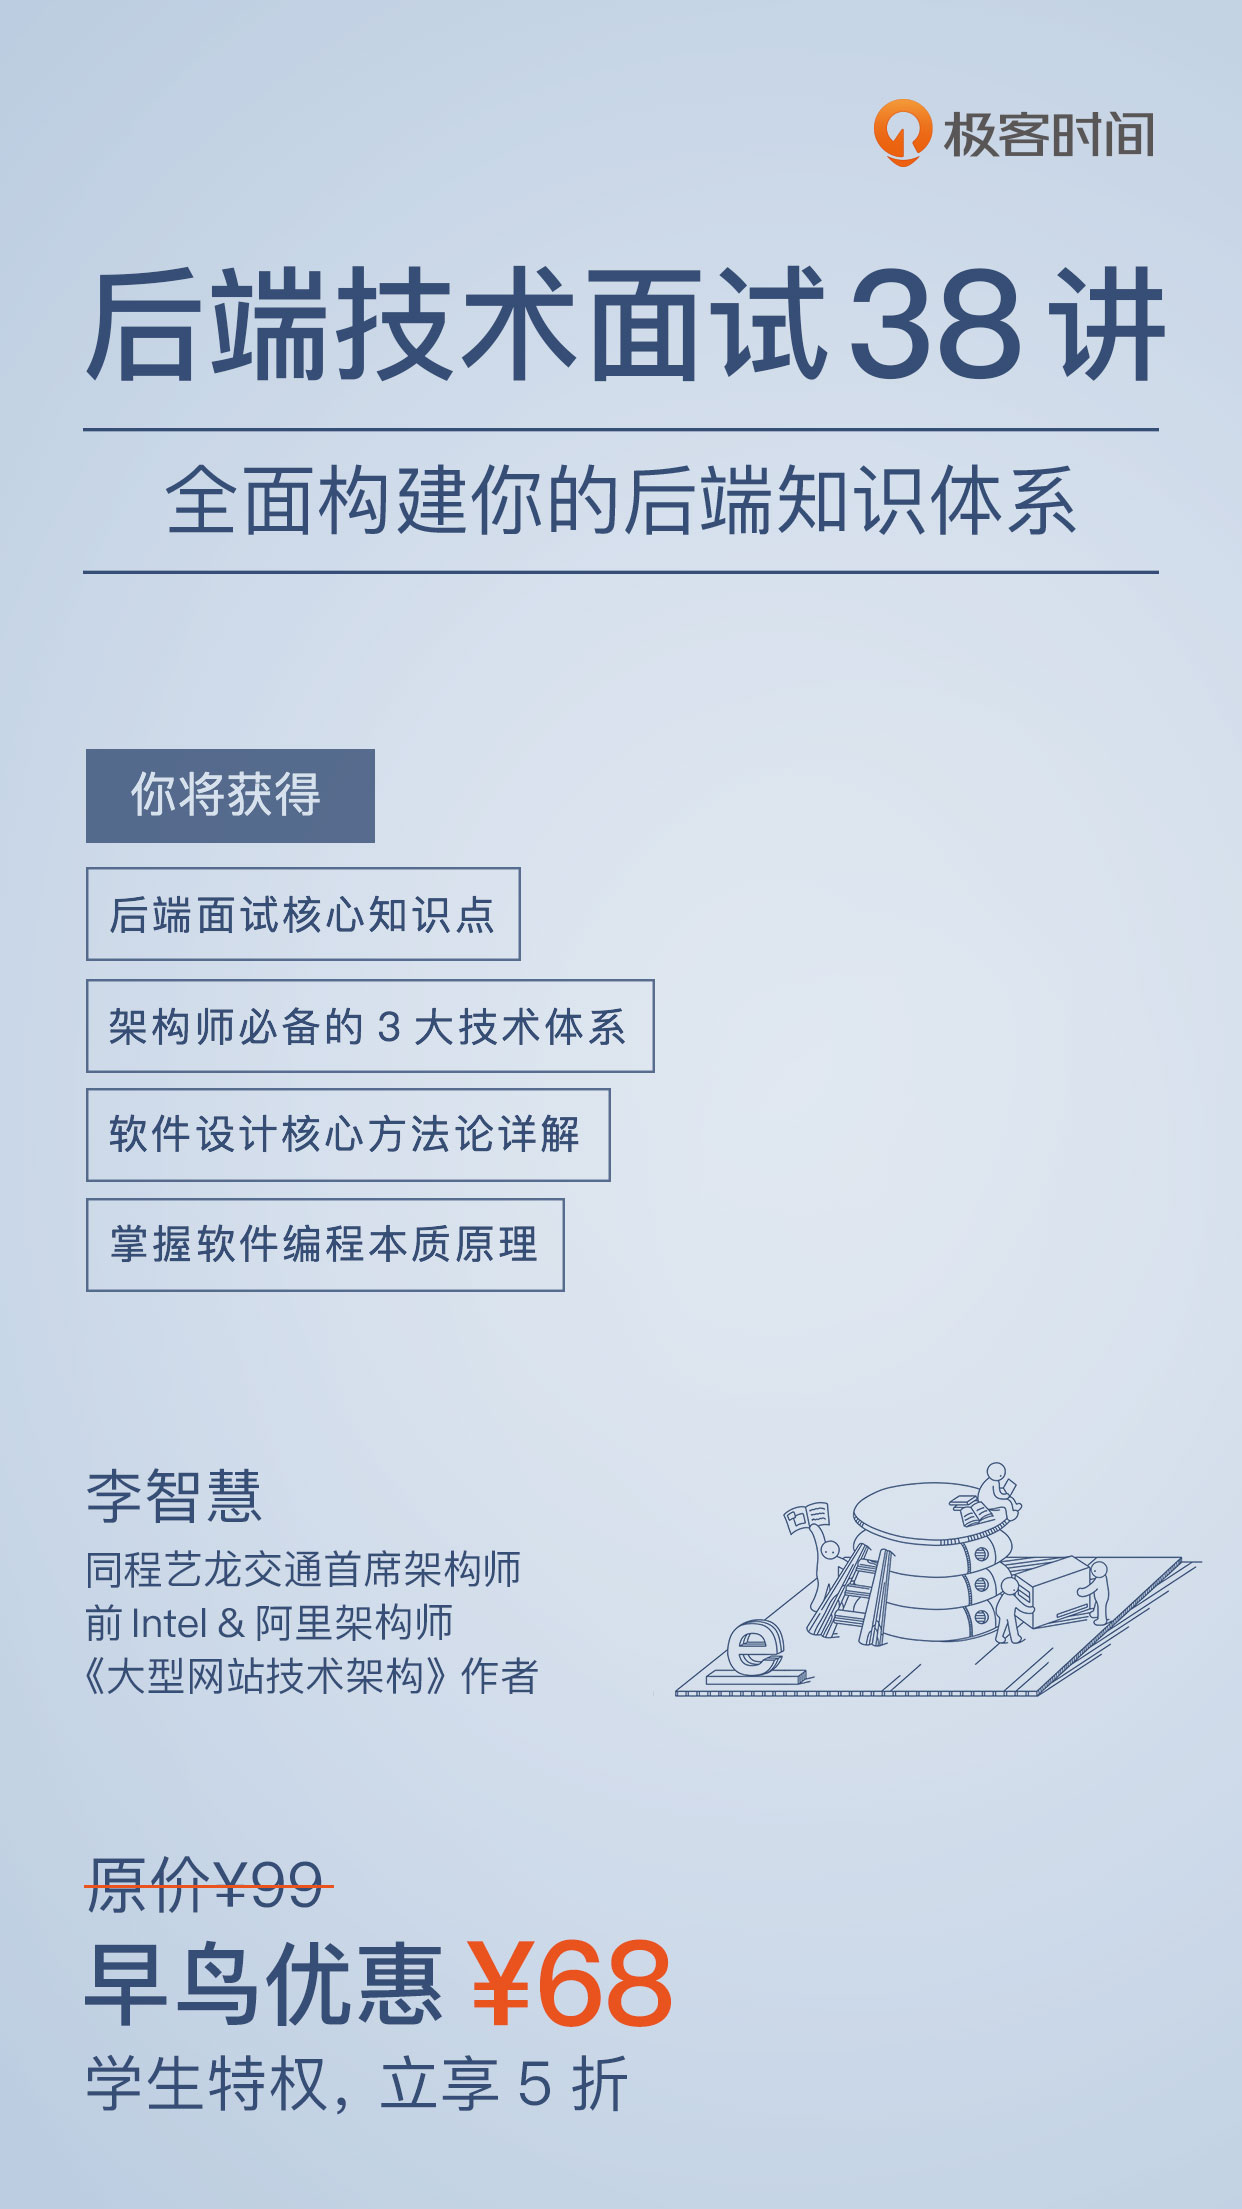 极客时间
后端技术面试38讲
全面构建你的后端知识体系
你将获得
后端面试核心知识点
架构师必备的 3 大技术体系
软件设计核心方法论详解
掌握软件编程本质原理
李智慧
同程艺龙交通首席架构师
前 Intel & 阿里架构师
《大型网站技术架构》作者
原价¥99
早鸟优惠 ¥68
学生特权，立享 5 折